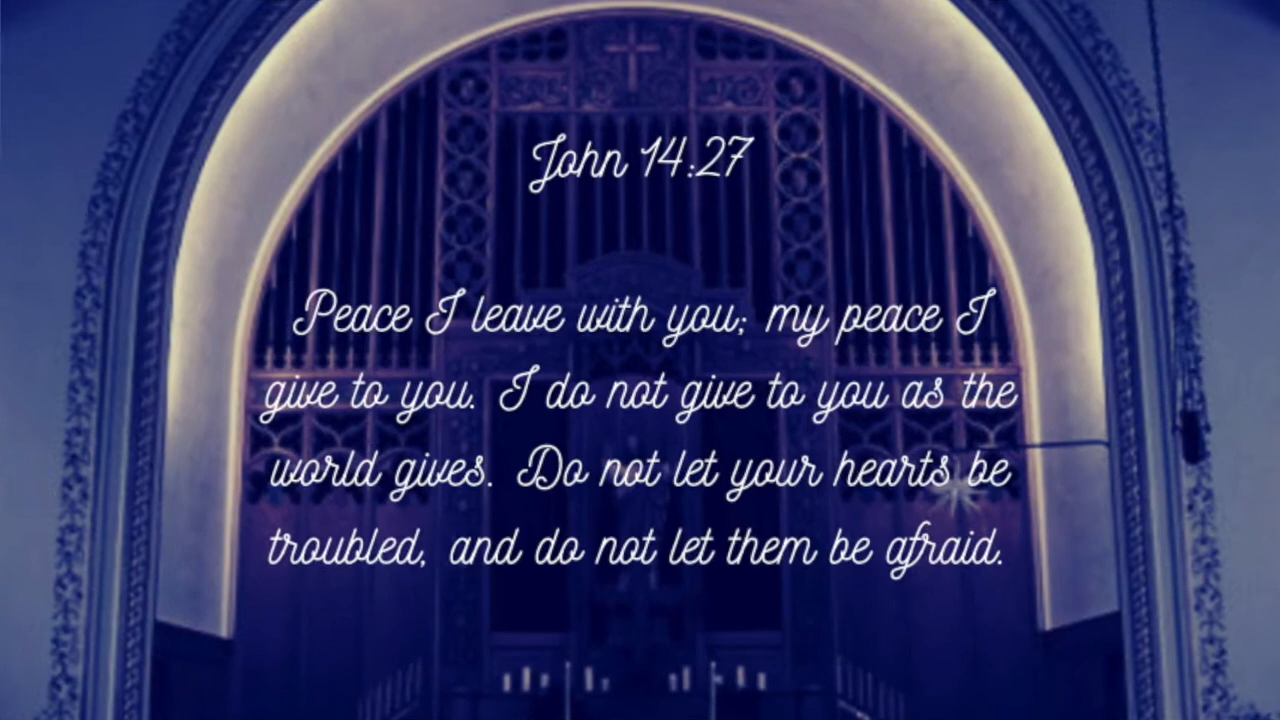 John 14:27
Peace I leave with you; my peace I
give to you. I do not give to you as the
world gives. Do not let your hearts be
troubled, and do not let them be afraid.